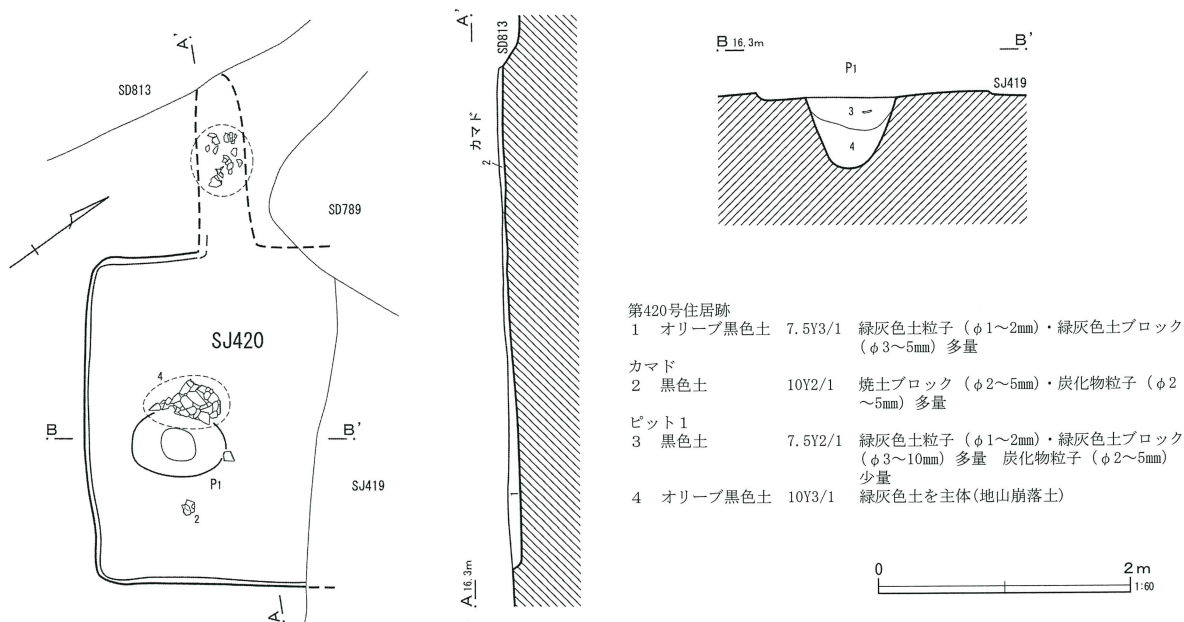 A'
SD813
SD789
SJ420
4
B
B'
P1
2
SJ419
A
A'
SD813
カマド
2
1
A 16.3m
B 16.3m
B'
P1
SJ419
3
4
第420号住居跡
1 オリーブ黒色土 7.5Y3/1 緑灰色土粒子（φ1～2mm）・緑灰色土ブロック
（φ3～5mm）多量
カマド
2 黒色土 10Y2/1 焼土ブロック（φ2～5mm）・炭化物粒子（φ2
～5mm）多量
ピット1
3 黒色土 7.5Y2/1 緑灰色土粒子（φ1～2mm）・緑灰色土ブロック
（φ3～10mm）多量 炭化物粒子（φ2～5mm）
少量
4 オリーブ黒色土 10Y3/1 緑灰色土を主体(地山崩落土)
0 2m
1:60